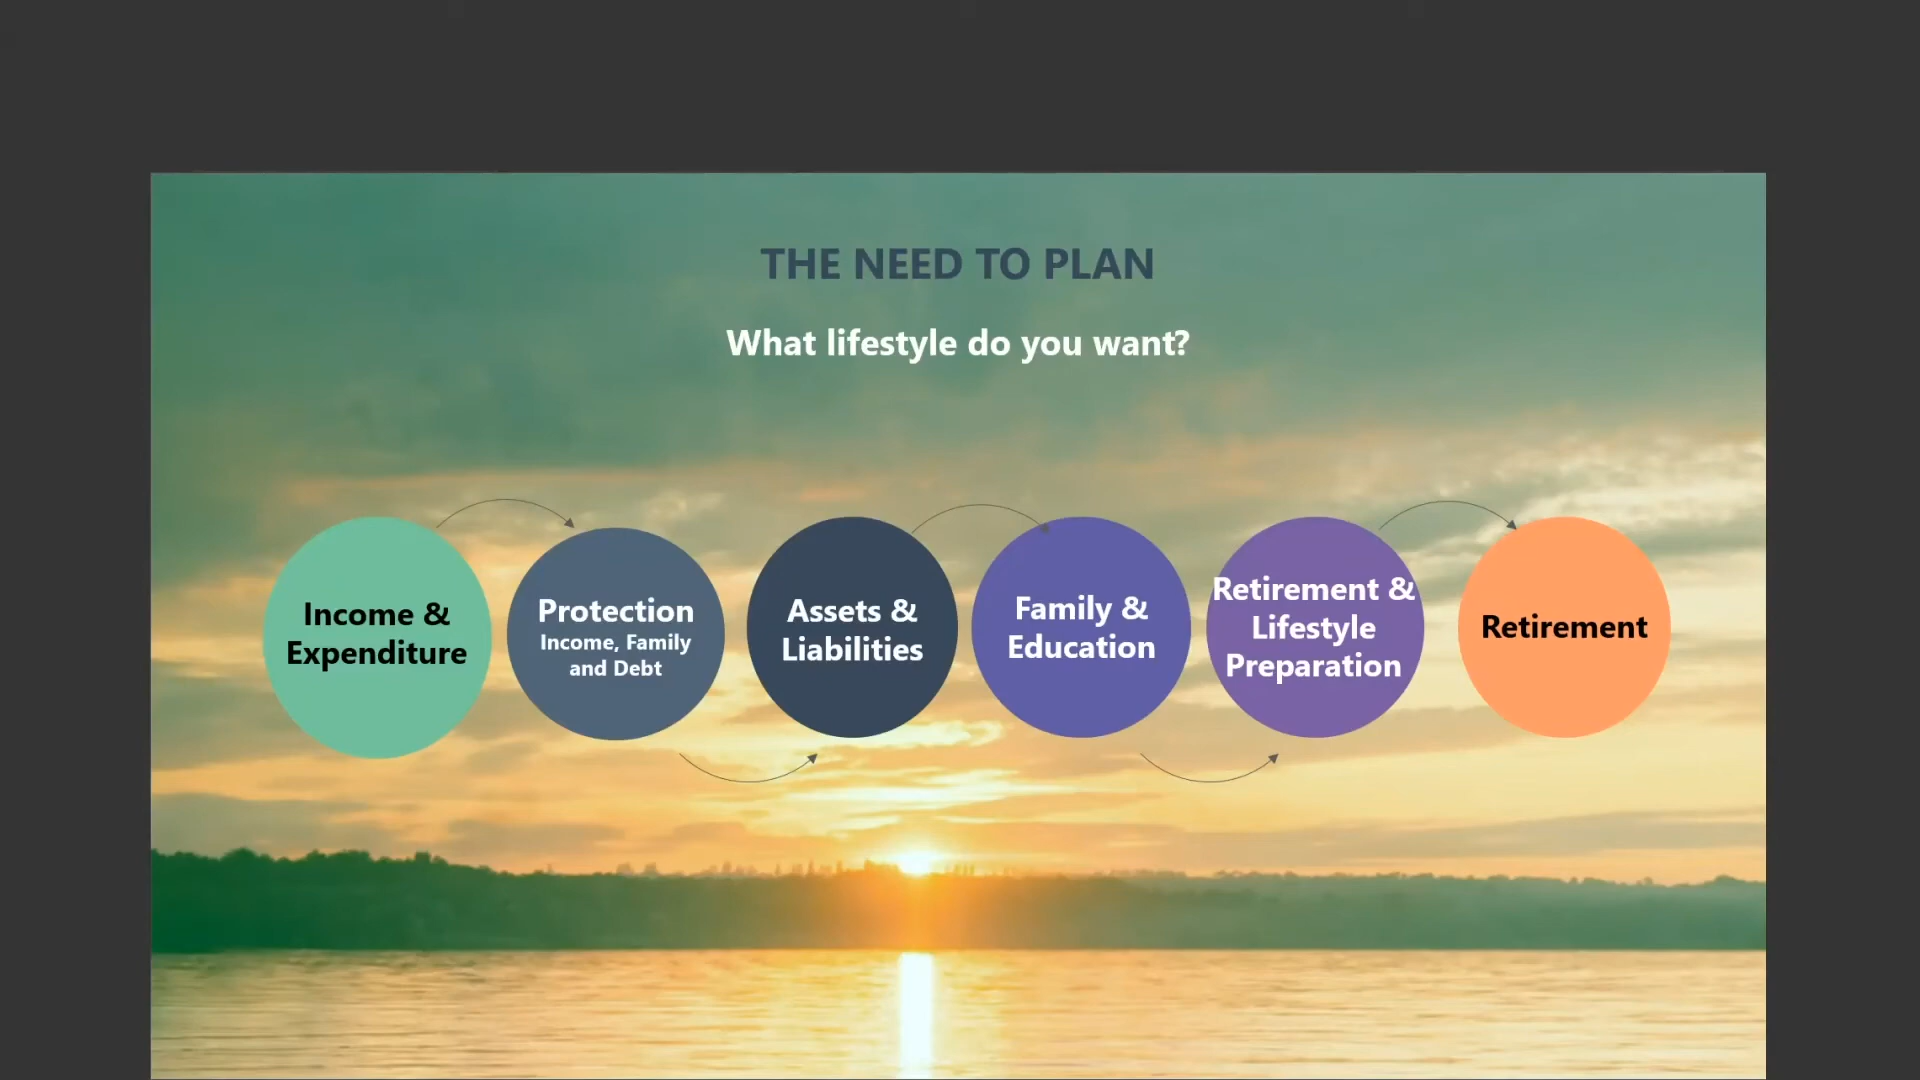 THE NEED TO PLAN
What lifestyle do you want?
Income &
Expenditure
Protection
Income, Family
and Debt
Assets &
Liabilities
Family &
Education
Retirement &
Lifestyle
Preparation
Retirement